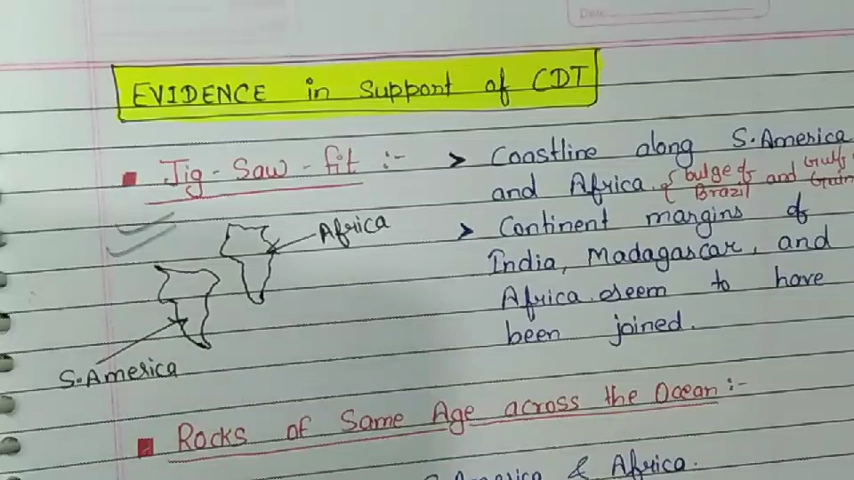 Date:
EVIDENCE in Support of CDT
Jig-Saw-fit :-
> Coastline along S.America
and Africa. { bulge of Brazil and Gulf
> Continent margins of
India, Madagascar, and
Africa seem to have
been joined.
Africa
S.America
Rocks of Same Age across the Ocean :-
& Africa.